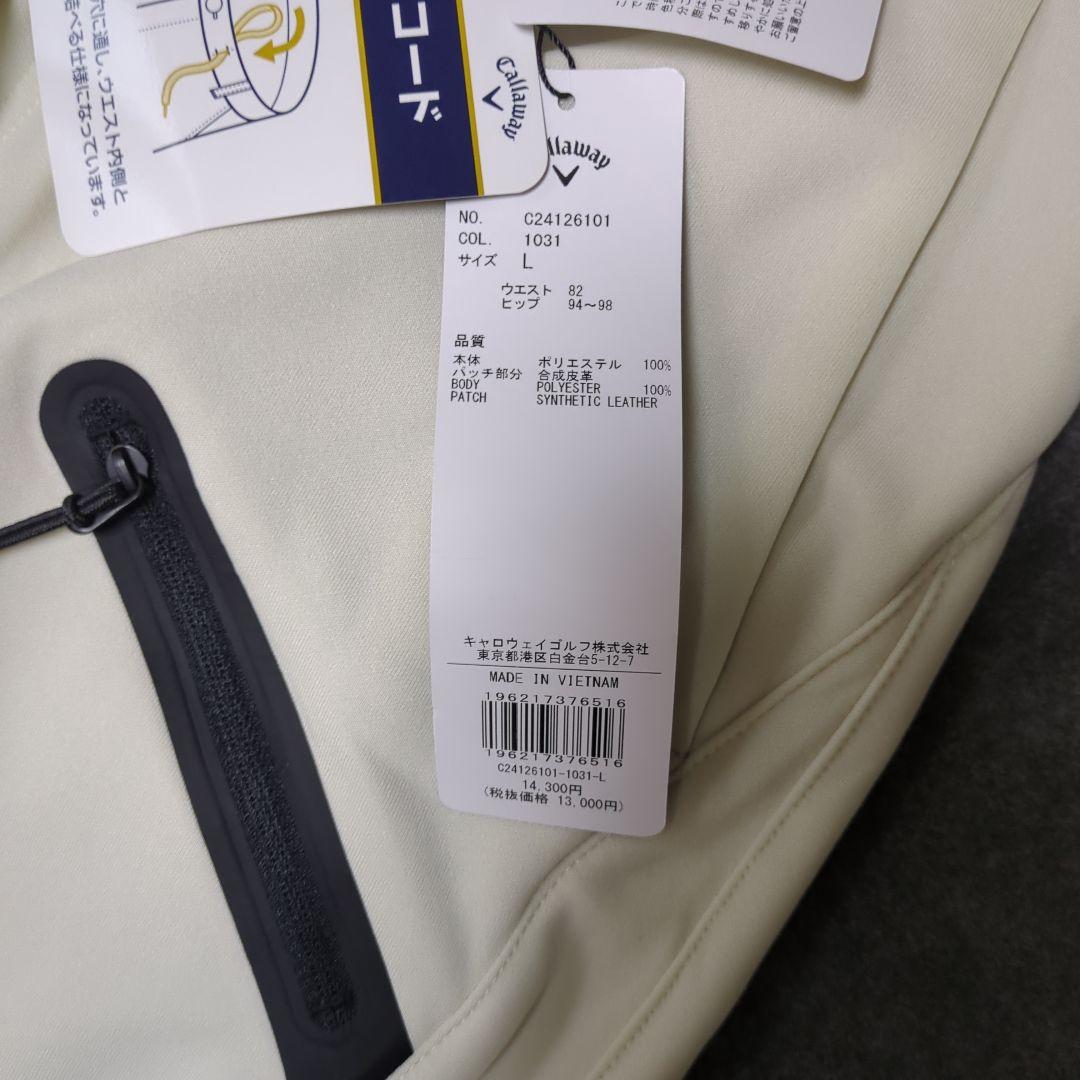 穴に通し、ウエスト内側と
結べる仕様になっています。
ローズ
Callaway
Callaway
NO. C24126101
COL. 1031
サイズ L
ウエスト 82
ヒップ 94～98
品質
本体 ポリエステル 100%
パッチ部分 合成皮革
BODY POLYESTER 100%
PATCH SYNTHETIC LEATHER
キャロウェイゴルフ株式会社
東京都港区白金台5-12-7
MADE IN VIETNAM
196217376516
196217376516
C24126101-1031-L
14,300円
(税抜価格 13,000円)